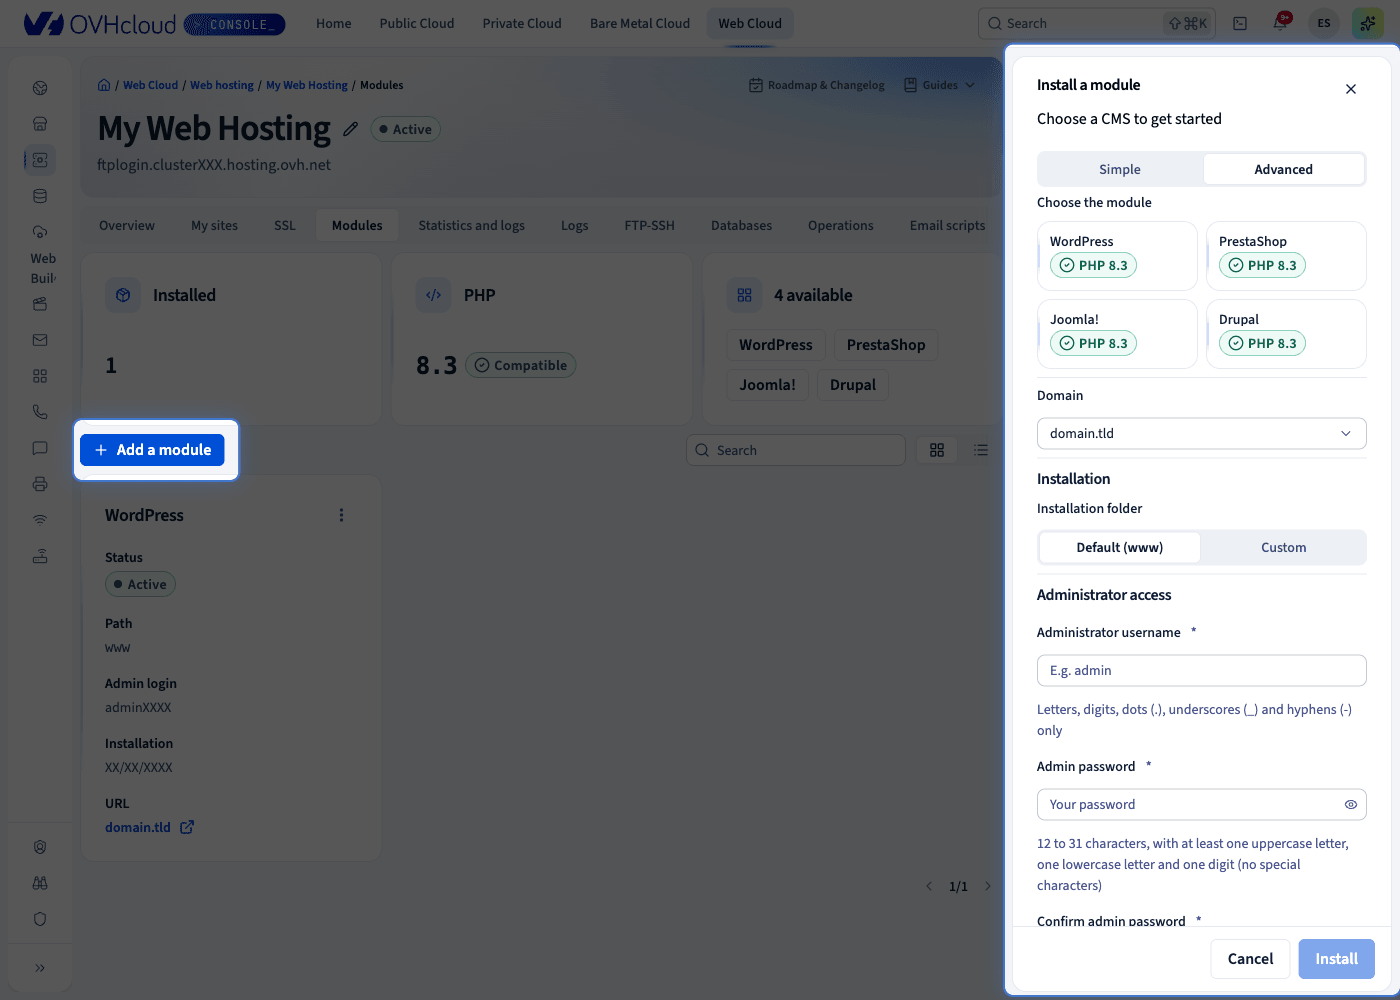 OVHcloud CONSOLE_
Home
Public Cloud
Private Cloud
Bare Metal Cloud
Web Cloud
Search
⇧⌘K
9+
ES
/ Web Cloud / Web hosting / My Web Hosting / Modules
Roadmap & Changelog
Guides
My Web Hosting
Active
ftplogin.clusterXXX.hosting.ovh.net
Overview
My sites
SSL
Modules
Statistics and logs
Logs
FTP-SSH
Databases
Operations
Email scripts
Web
Installed
1
PHP
8.3
Compatible
4 available
WordPress
PrestaShop
Joomla!
Drupal
+ Add a module
Search
WordPress
Status
Active
Path
www
Admin login
adminXXXX
Installation
XX/XX/XXXX
URL
domain.tld
1/1
Install a module
Choose a CMS to get started
Simple
Advanced
Choose the module
WordPress
PHP 8.3
PrestaShop
PHP 8.3
Joomla!
PHP 8.3
Drupal
PHP 8.3
Domain
domain.tld
Installation
Installation folder
Default (www)
Custom
Administrator access
Administrator username *
E.g. admin
Letters, digits, dots (.), underscores (_) and hyphens (-)
only
Admin password *
Your password
12 to 31 characters, with at least one uppercase letter,
one lowercase letter and one digit (no special
characters)
Confirm admin password *
Cancel
Install